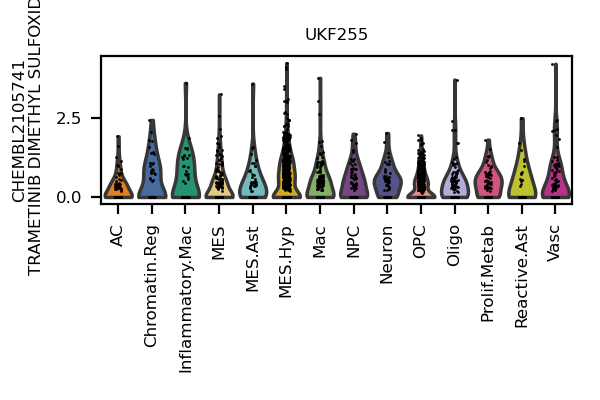 UKF255
CHEMBL2105741
TRAMETINIB DIMETHYL
2.5
0.0
AC
Chromatin.Reg
Inflammatory.Mac
MES
MES.Ast
MES.Hyp
Mac
NPC
Neuron
OPC
Oligo
Prolif.Metab
Reactive.Ast
Vasc